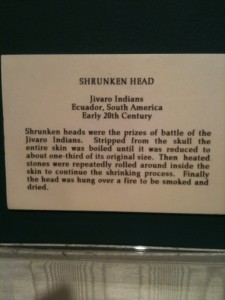 SHRUNKEN HEAD
Jivaro Indians
Ecuador, South America
Early 20th Century
Shrunken heads were the prizes of battle of the
Jivaro Indians. Stripped from the skull the
entire skin was boiled until it was reduced to
about one-third of its original size. Then heated
stones were repeatedly rolled around inside the
skin to continue the shrinking process. Finally
the head was hung over a fire to be smoked and
dried.